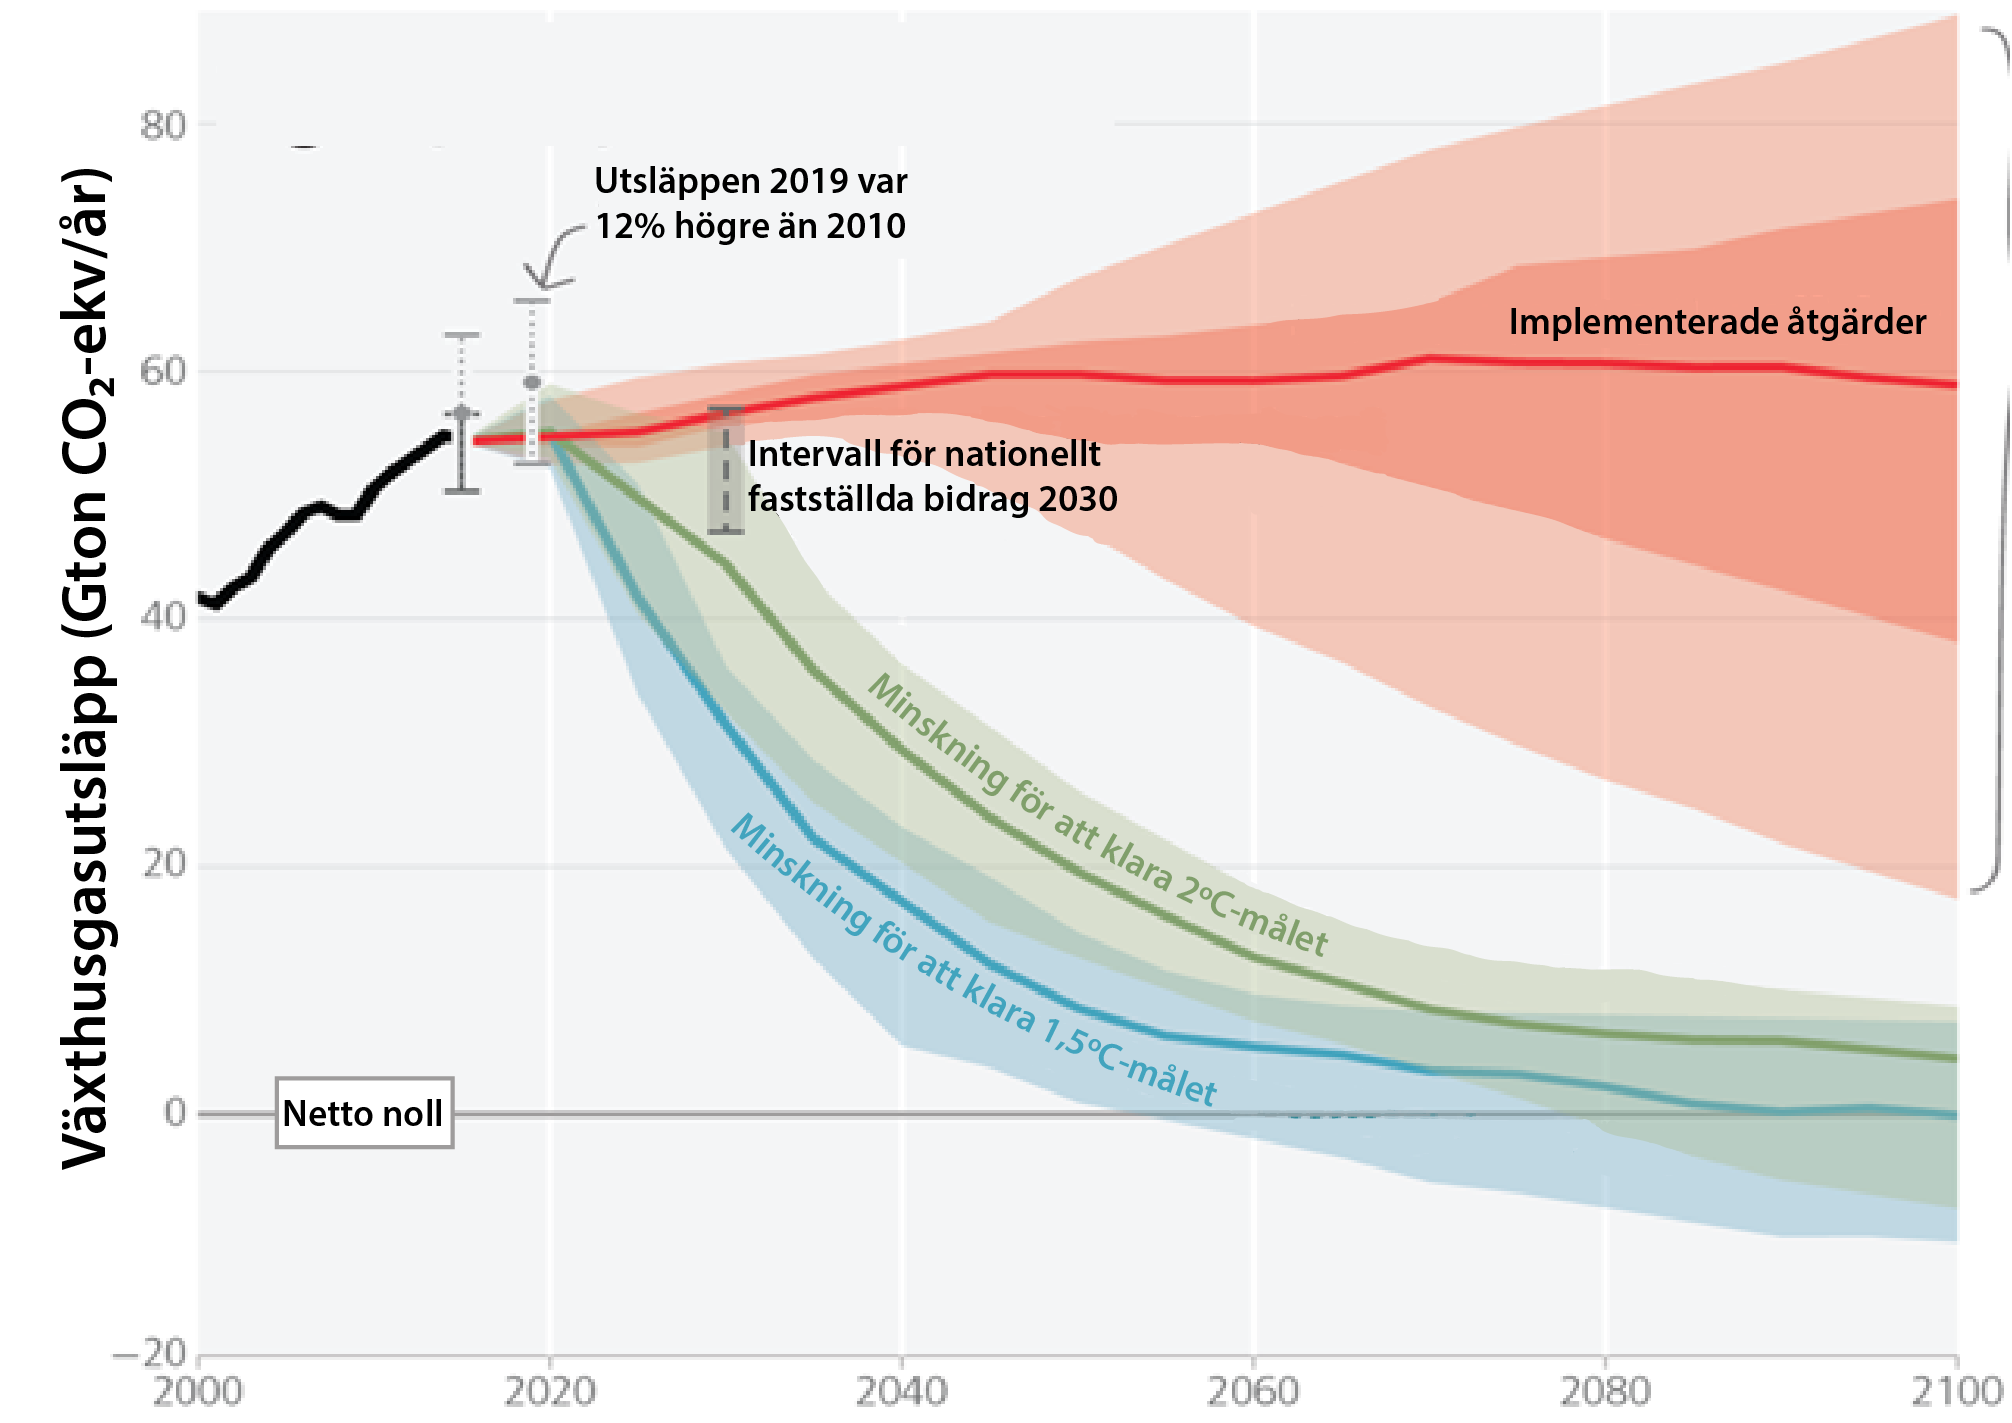 Växthusgasutsläpp (Gton CO₂-ekv/år)
80
60
40
20
0
−20
2000
2020
2040
2060
2080
2100
Utsläppen 2019 var
12% högre än 2010
Implementerade åtgärder
Intervall för nationellt
fastställda bidrag 2030
Minskning för att klara 2ºC-målet
Minskning för att klara 1,5ºC-målet
Netto noll